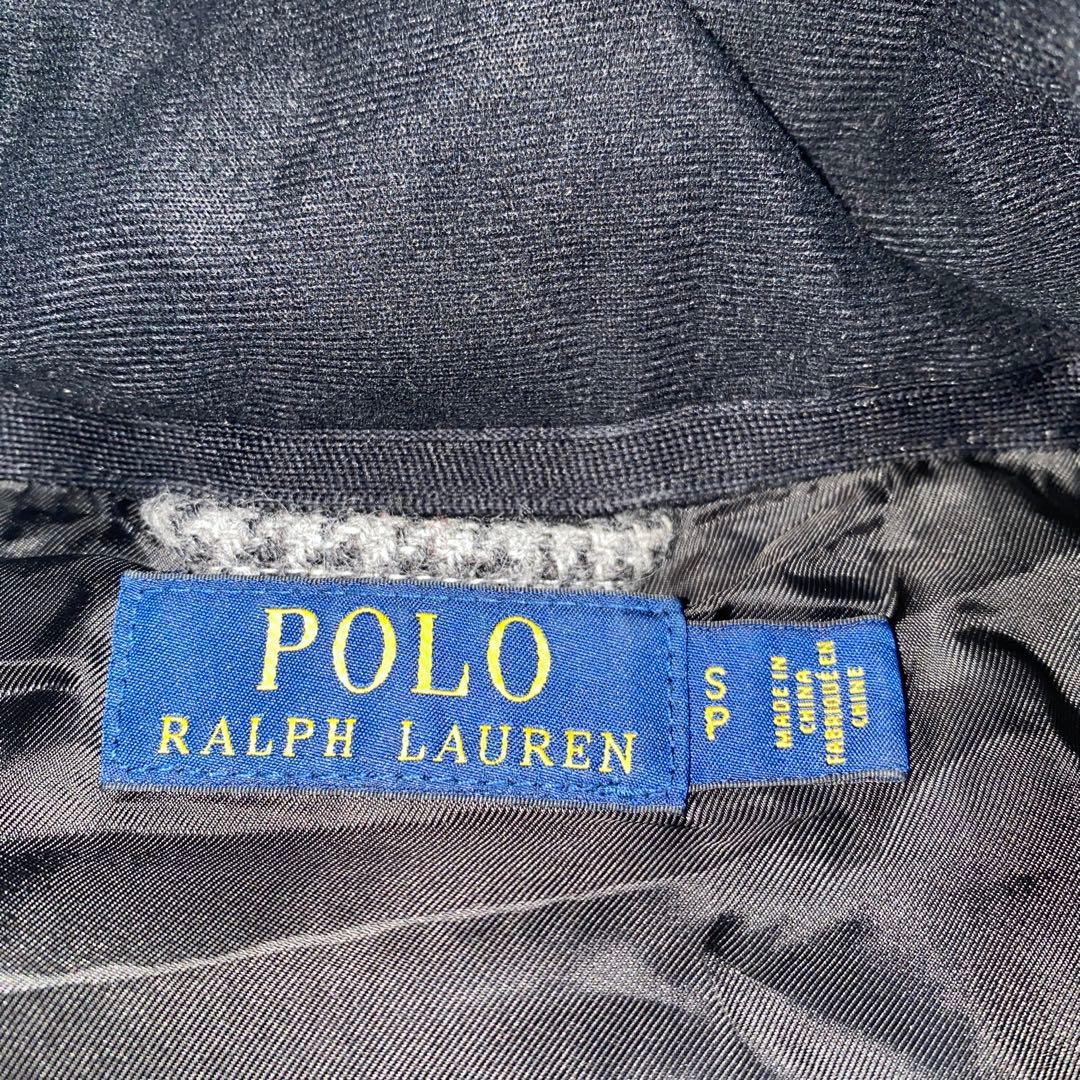 POLO
RALPH LAUREN
S
P
MADE IN
CHINA
FABRIQUÉ EN
CHINE